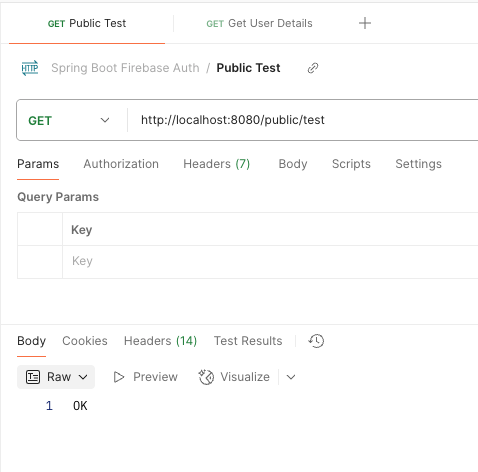 GET Public Test GET Get User Details
HTTP Spring Boot Firebase Auth / Public Test
GET http://localhost:8080/public/test
Params Authorization Headers (7) Body Scripts Settings
Query Params
Key
Key
Body Cookies Headers (14) Test Results
Raw Preview Visualize
1 OK